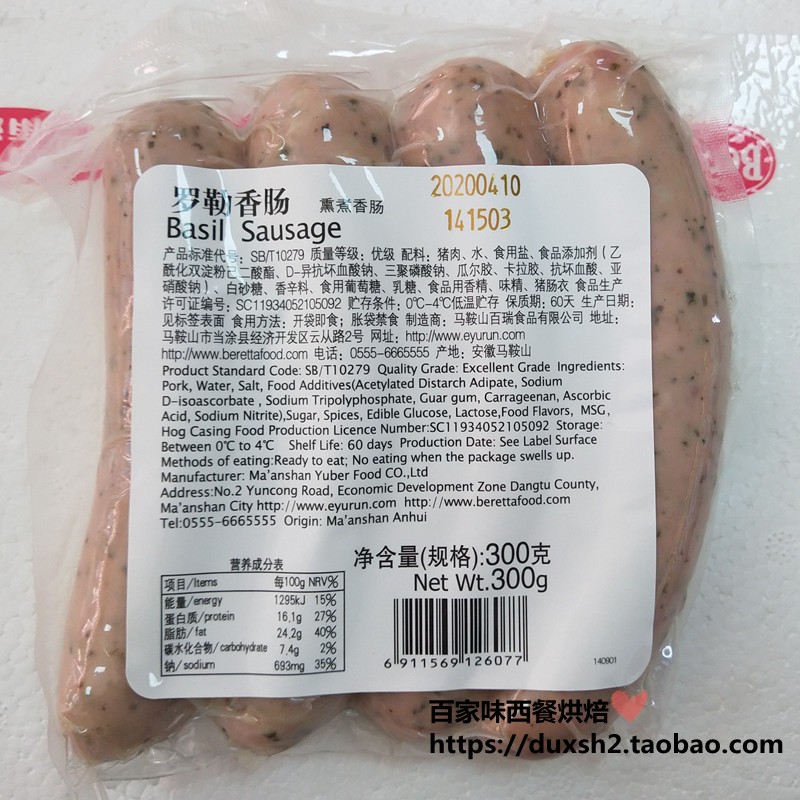 20200410
141503
罗勒香肠 熏煮香肠
Basil Sausage
产品标准代号: SB/T10279 质量等级: 优级 配料: 猪肉、水、食用盐、食品添加剂 (乙
酰化双淀粉己二酸酯、D-异抗坏血酸钠、三聚磷酸钠、瓜尔胶、卡拉胶、抗坏血酸、亚
硝酸钠)、白砂糖、香辛料、食用葡萄糖、乳糖、食品用香精、味精、猪肠衣 食品生产
许可证编号: SC11934052105092 贮存条件: 0℃-4℃低温贮存 保质期: 60天 生产日期:
见标签表面 食用方法: 开袋即食; 胀袋禁食 制造商: 马鞍山百瑞食品有限公司 地址:
马鞍山市当涂县经济开发区云从路2号 网址: http://www.eyurun.com
http://www.berettafood.com 电话: 0555-6665555 产地: 安徽马鞍山
Product Standard Code: SB/T10279 Quality Grade: Excellent Grade Ingredients:
Pork, Water, Salt, Food Additives(Acetylated Distarch Adipate, Sodium
D-isoascorbate , Sodium Tripolyphosphate, Guar gum, Carrageenan, Ascorbic
Acid, Sodium Nitrite),Sugar, Spices, Edible Glucose, Lactose,Food Flavors, MSG,
Hog Casing Food Production Licence Number:SC11934052105092 Storage:
Between 0℃ to 4℃ Shelf Life: 60 days Production Date: See Label Surface
Methods of eating:Ready to eat; No eating when the package swells up.
Manufacturer: Ma'anshan Yuber Food CO.,Ltd
Address:No.2 Yuncong Road, Economic Development Zone Dangtu County,
Ma'anshan City http://www.eyurun.com http://www.berettafood.com
Tel:0555-6665555 Origin: Ma'anshan Anhui
营养成分表
项目/Items 每100g NRV%
能量/energy 1295kJ 15%
蛋白质/protein 16.1g 27%
脂肪/fat 24.2g 40%
碳水化合物/carbohydrate 7.4g 2%
钠/sodium 693mg 35%
净含量(规格):300克
Net Wt.300g
6 911569 126077
140901
百家味西餐烘焙
https://duxsh2.taobao.com